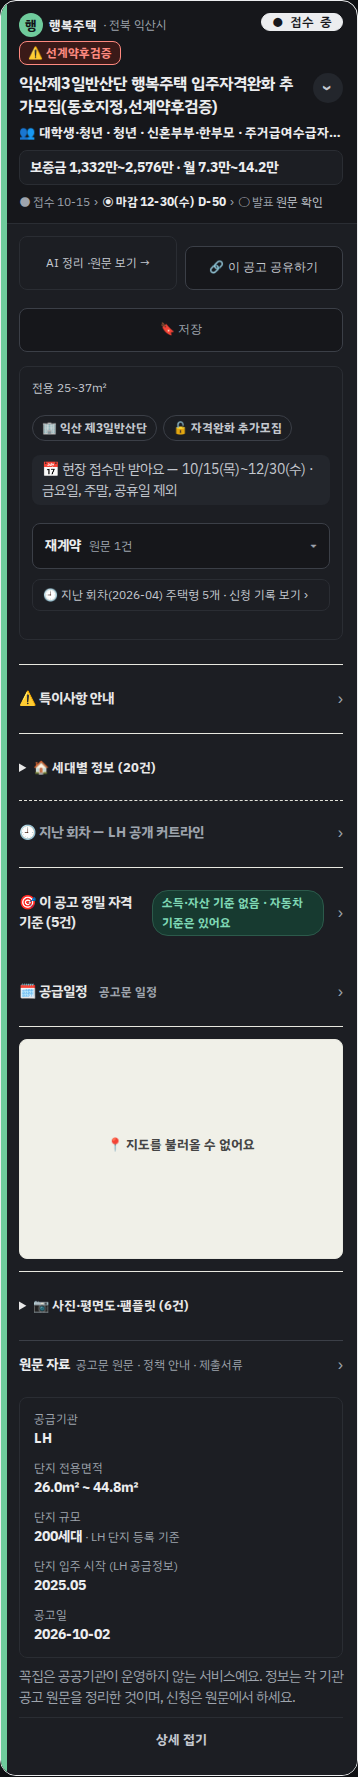 행 행복주택 · 전북 익산시 ● 접수 중
⚠️ 선계약후검증
익산제3일반산단 행복주택 입주자격완화 추
가모집(동호지정,선계약후검증)
👥 대학생·청년 · 청년 · 신혼부부·한부모 · 주거급여수급자…
보증금 1,332만~2,576만 · 월 7.3만~14.2만
● 접수 10-15 › ◉ 마감 12-30(수) D-50 › ○ 발표 원문 확인
AI 정리 ·원문 보기 →
🔗 이 공고 공유하기
🔖 저장
전용 25~37m²
🏢 익산 제3일반산단
🔓 자격완화 추가모집
📅 현장 접수만 받아요 — 10/15(목)~12/30(수) ·
금요일, 주말, 공휴일 제외
재계약 원문 1건
🕘 지난 회차(2026-04) 주택형 5개 · 신청 기록 보기 ›
⚠️ 특이사항 안내 ›
▶ 🏠 세대별 정보 (20건)
🕘 지난 회차 — LH 공개 커트라인 ›
🎯 이 공고 정밀 자격
기준 (5건)
소득·자산 기준 없음 · 자동차
기준은 있어요
›
🗓️ 공급일정 공고문 일정 ›
📍 지도를 불러올 수 없어요
▶ 📷 사진·평면도·팸플릿 (6건)
원문 자료 공고문 원문 · 정책 안내 · 제출서류 ›
공급기관
LH
단지 전용면적
26.0m² ~ 44.8m²
단지 규모
200세대 · LH 단지 등록 기준
단지 입주 시작 (LH 공급정보)
2025.05
공고일
2026-10-02
꼭집은 공공기관이 운영하지 않는 서비스예요. 정보는 각 기관
공고 원문을 정리한 것이며, 신청은 원문에서 하세요.
상세 접기